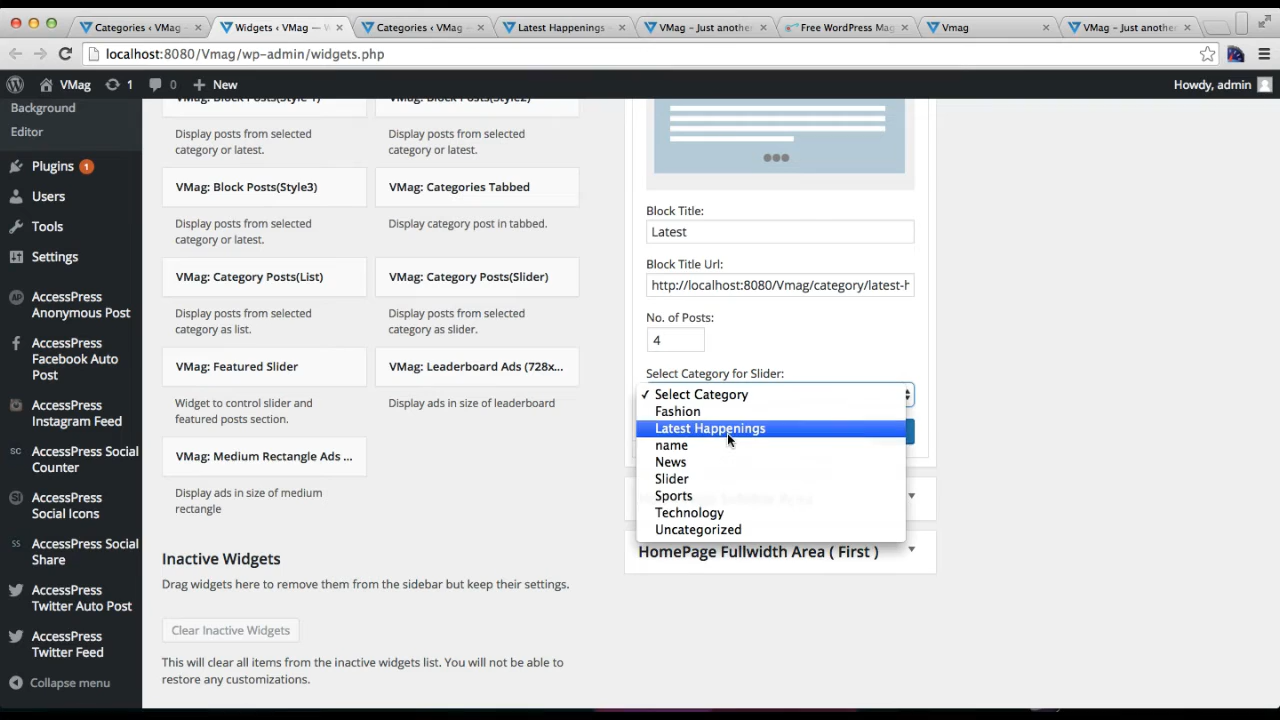 Categories ‹ VMag —
Widgets ‹ VMag — W
Categories ‹ VMag —
Latest Happenings –
VMag – Just another
Free WordPress Mag
Vmag
VMag – Just another
localhost:8080/Vmag/wp-admin/widgets.php
VMag
1
0
New
Howdy, admin
Background
Editor
Plugins 1
Users
Tools
Settings
AccessPress
Anonymous Post
AccessPress
Facebook Auto
Post
AccessPress
Instagram Feed
AccessPress Social
Counter
AccessPress
Social Icons
AccessPress Social
Share
AccessPress
Twitter Auto Post
AccessPress
Twitter Feed
Collapse menu
VMag: Block Posts(Style 1)
VMag: Block Posts(Style2)
Display posts from selected
category or latest.
Display posts from selected
category or latest.
VMag: Block Posts(Style3)
VMag: Categories Tabbed
Display posts from selected
category or latest.
Display category post in tabbed.
VMag: Category Posts(List)
VMag: Category Posts(Slider)
Display posts from selected
category as list.
Display posts from selected
category as slider.
VMag: Featured Slider
VMag: Leaderboard Ads (728x...
Widget to control slider and
featured posts section.
Display ads in size of leaderboard
VMag: Medium Rectangle Ads ...
Display ads in size of medium
rectangle
Inactive Widgets
Drag widgets here to remove them from the sidebar but keep their settings.
Clear Inactive Widgets
This will clear all items from the inactive widgets list. You will not be able to
restore any customizations.
Block Title:
Latest
Block Title Url:
http://localhost:8080/Vmag/category/latest-h
No. of Posts:
4
Select Category for Slider:
✓ Select Category
Fashion
Latest Happenings
name
News
Slider
Sports
Technology
Uncategorized
HomePage Fullwidth Area ( First )